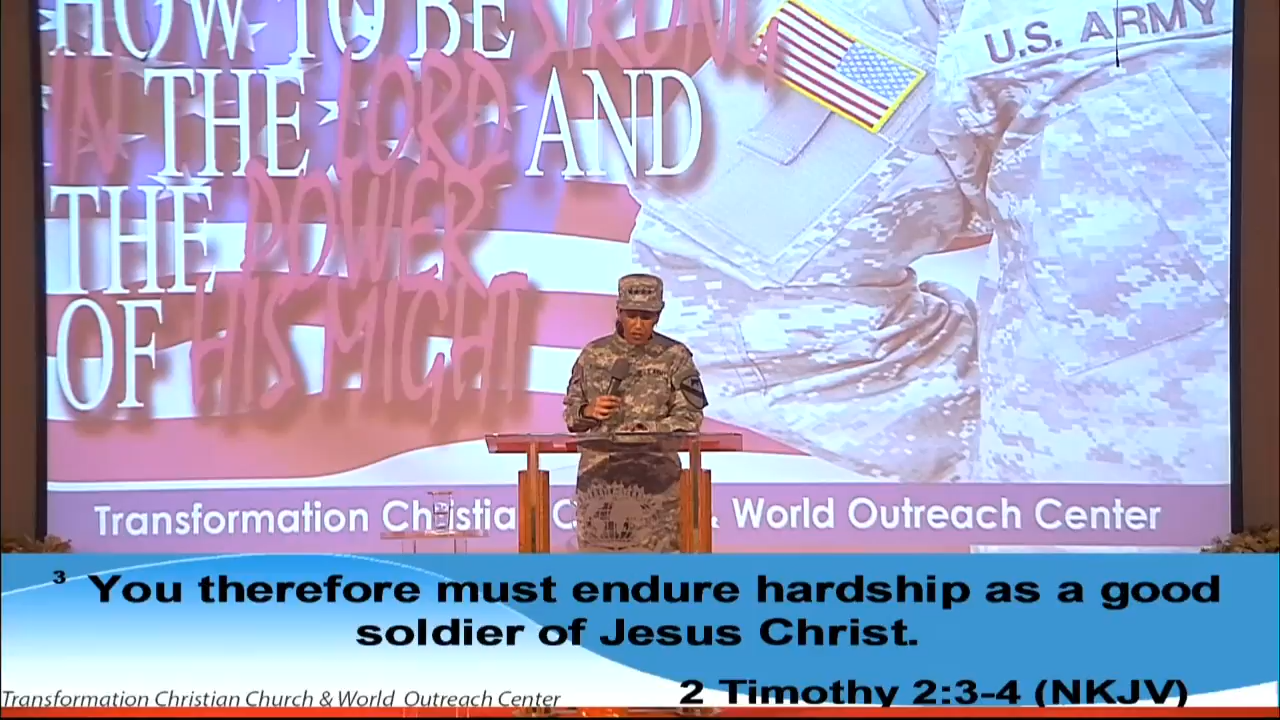 HOW TO BE STRONG
IN THE LORD AND
THE POWER
OF HIS MIGHT
U.S. ARMY
Transformation Christian C & World Outreach Center
3 You therefore must endure hardship as a good
soldier of Jesus Christ.
2 Timothy 2:3-4 (NKJV)
Transformation Christian Church & World Outreach Center